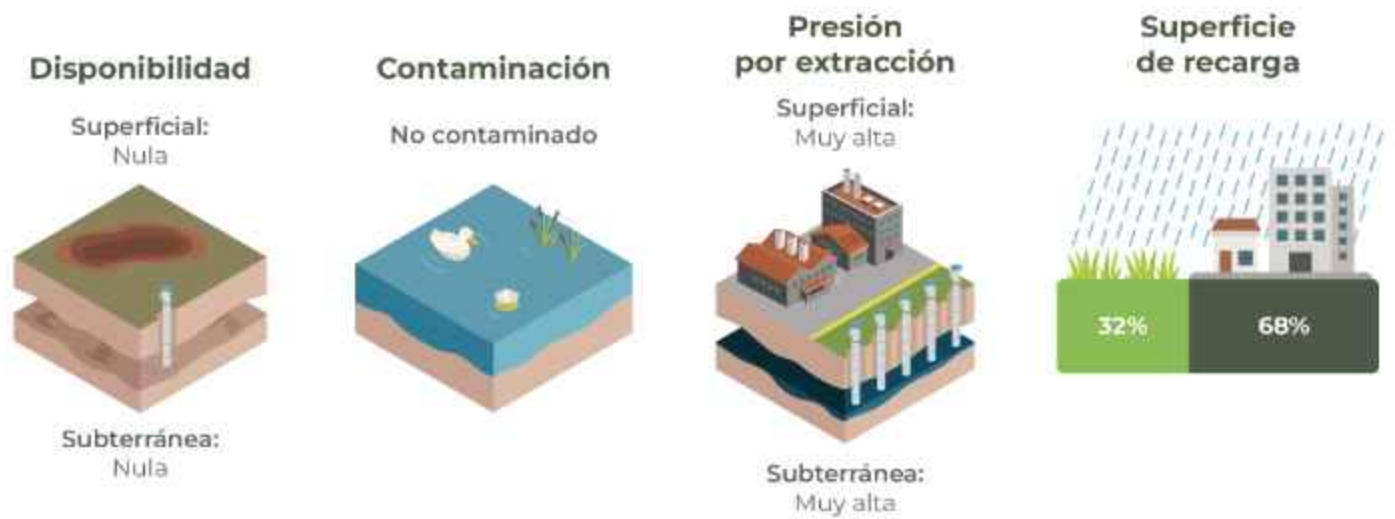 Disponibilidad
Superficial:
Nula
Subterránea:
Nula
Contaminación
No contaminado
Presión
por extracción
Superficial:
Muy alta
Subterránea:
Muy alta
Superficie
de recarga
32%
68%